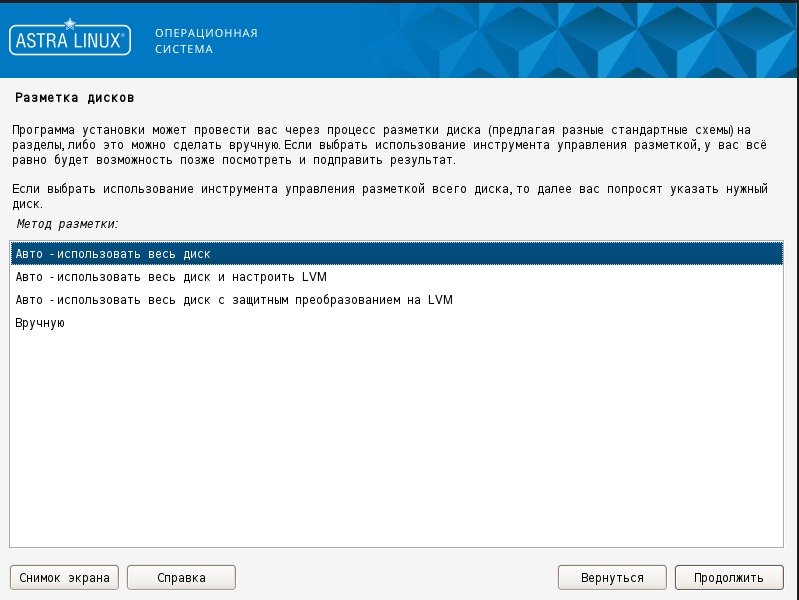 ASTRA LINUX®
ОПЕРАЦИОННАЯ
СИСТЕМА
Разметка дисков
Программа установки может провести вас через процесс разметки диска (предлагая разные стандартные схемы) на
разделы, либо это можно сделать вручную. Если выбрать использование инструмента управления разметкой, у вас всё
равно будет возможность позже посмотреть и подправить результат.
Если выбрать использование инструмента управления разметкой всего диска, то далее вас попросят указать нужный
диск.
Метод разметки:
Авто - использовать весь диск
Авто - использовать весь диск и настроить LVM
Авто - использовать весь диск с защитным преобразованием на LVM
Вручную
Снимок экрана
Справка
Вернуться
Продолжить